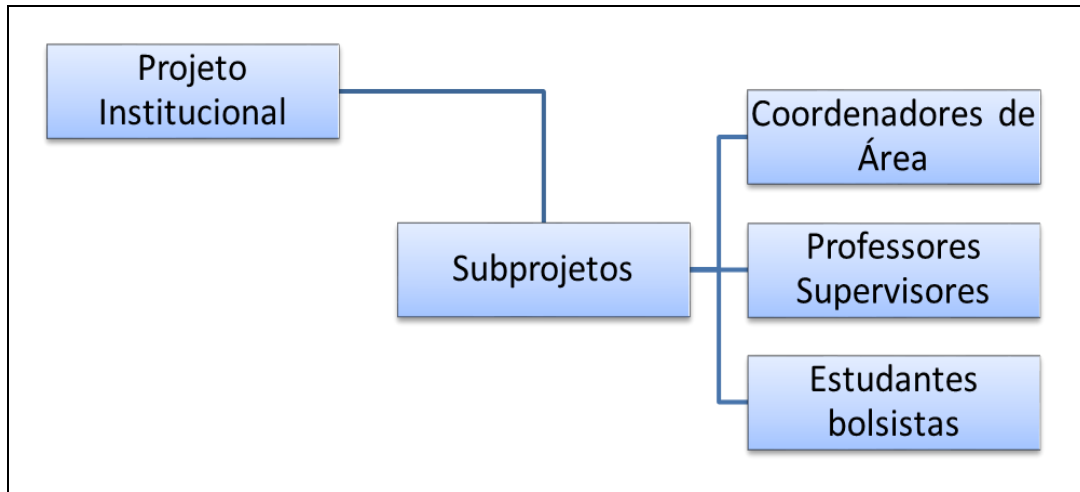 Projeto
Institucional
Subprojetos
Coordenadores de
Área
Professores
Supervisores
Estudantes
bolsistas